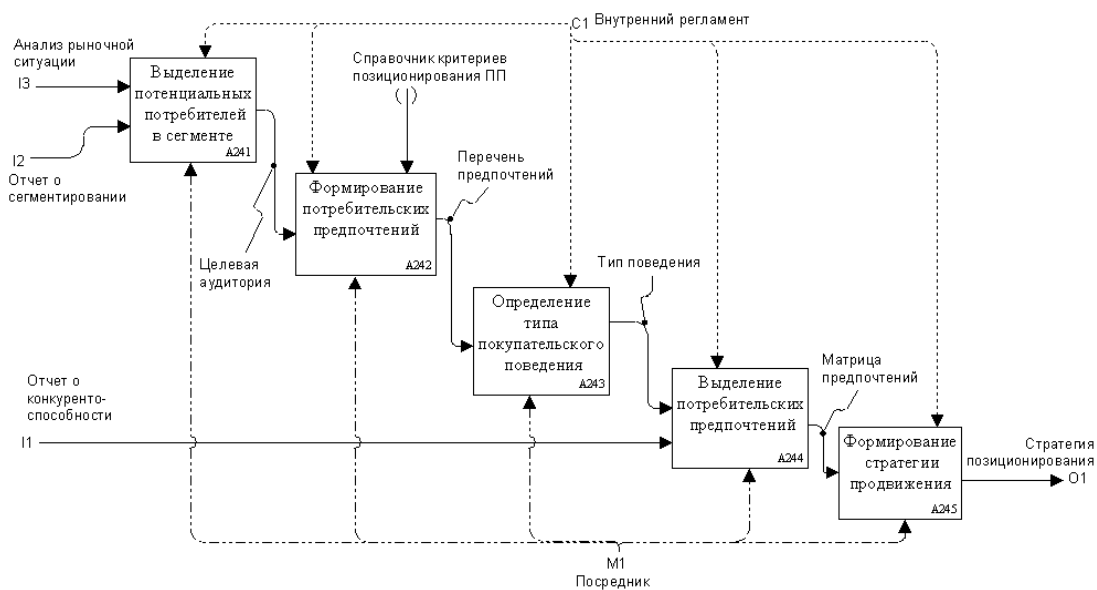 C1 Внутренний регламент
Анализ рыночной
ситуации
I3
I2
Отчет о
сегментировании
Выделение
потенциальных
потребителей
в сегменте
A241
Справочник критериев
позиционирования ПП
( )
Целевая
аудитория
Формирование
потребительских
предпочтений
A242
Перечень
предпочтений
Определение
типа
покупательского
поведения
A243
Тип поведения
Отчет о
конкуренто-
способности
I1
Выделение
потребительских
предпочтений
A244
Матрица
предпочтений
Формирование
стратегии
продвижения
A245
Стратегия
позиционирования
O1
M1
Посредник